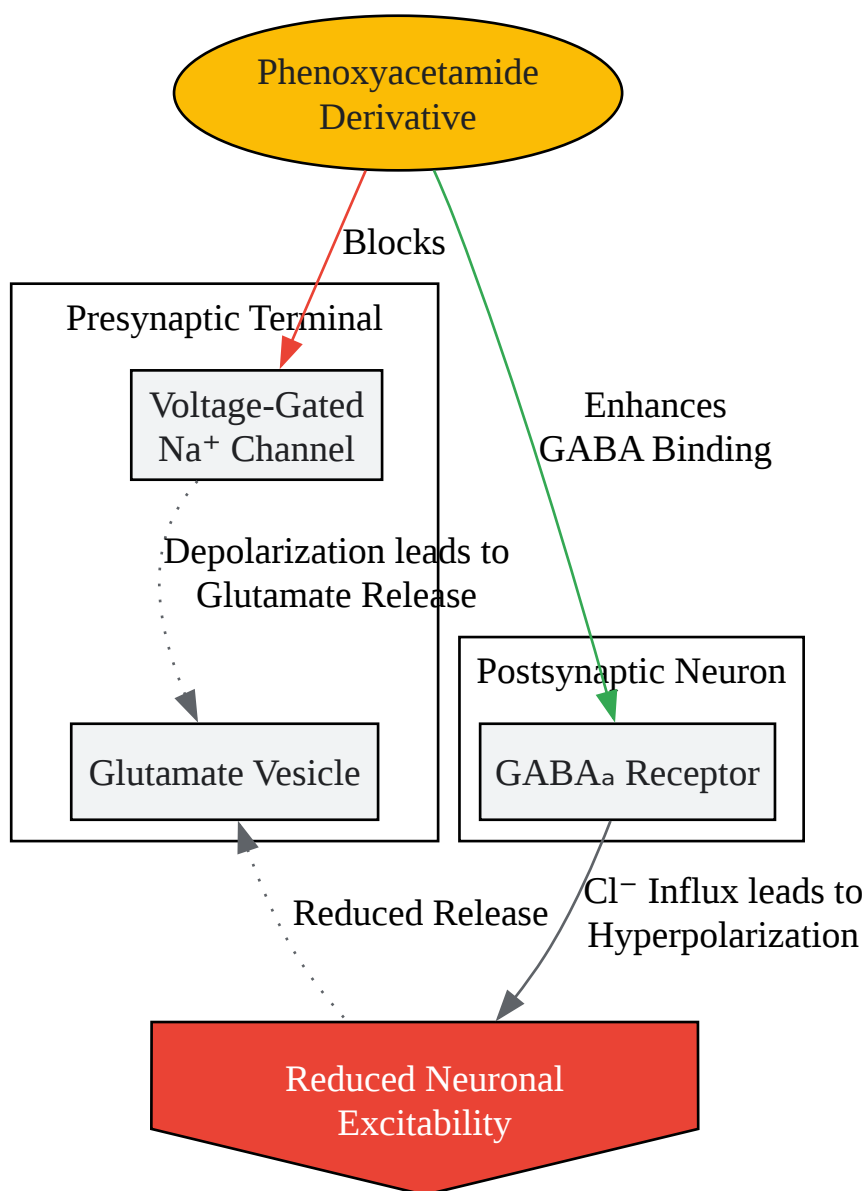 Phenoxyacetamide
Derivative
Blocks
Presynaptic Terminal
Voltage-Gated
Na⁺ Channel
Enhances
GABA Binding
Depolarization leads to
Glutamate Release
Postsynaptic Neuron
Glutamate Vesicle
GABAₐ Receptor
Reduced Release
Cl⁻ Influx leads to
Hyperpolarization
Reduced Neuronal
Excitability